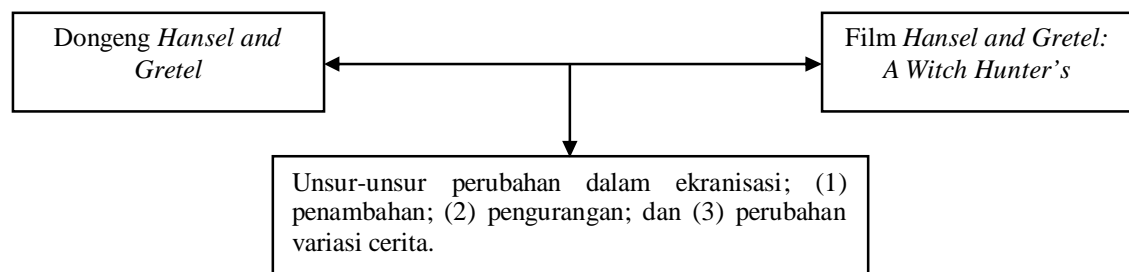 Dongeng Hansel and
Gretel
Film Hansel and Gretel:
A Witch Hunter’s
Unsur-unsur perubahan dalam ekranisasi; (1)
penambahan; (2) pengurangan; dan (3) perubahan
variasi cerita.